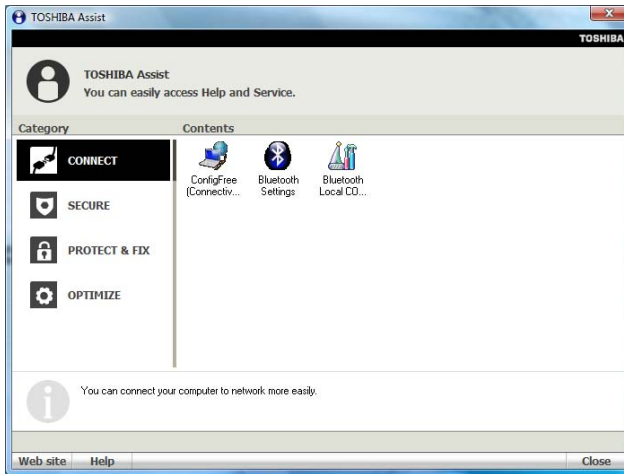 TOSHIBA Assist
TOSHIBA
TOSHIBA Assist
You can easily access Help and Service.
Category
Contents
CONNECT
SECURE
PROTECT & FIX
OPTIMIZE
ConfigFree
(Connectiv...
Bluetooth
Settings
Bluetooth
Local CO...
You can connect your computer to network more easily.
Web site
Help
Close